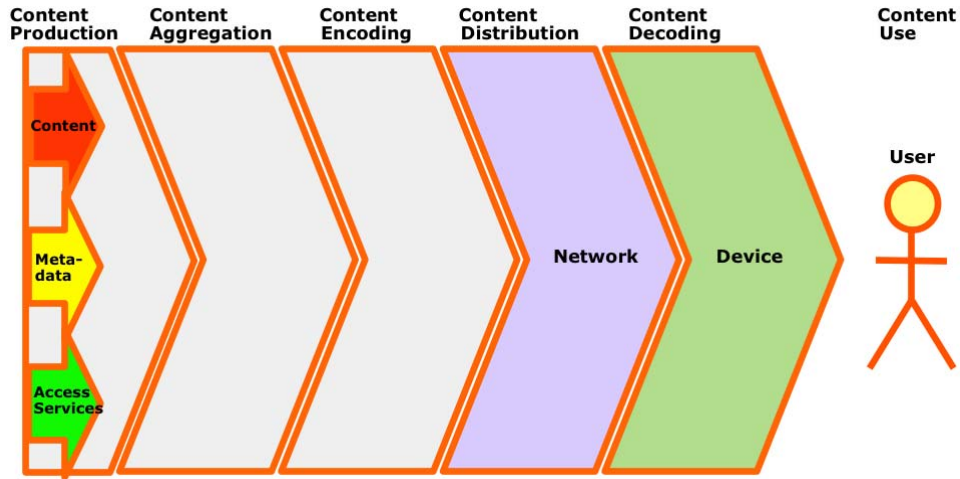 Content
Production
Content
Aggregation
Content
Encoding
Content
Distribution
Content
Decoding
Content
Use
Content
Meta-
data
Access
Services
Network
Device
User